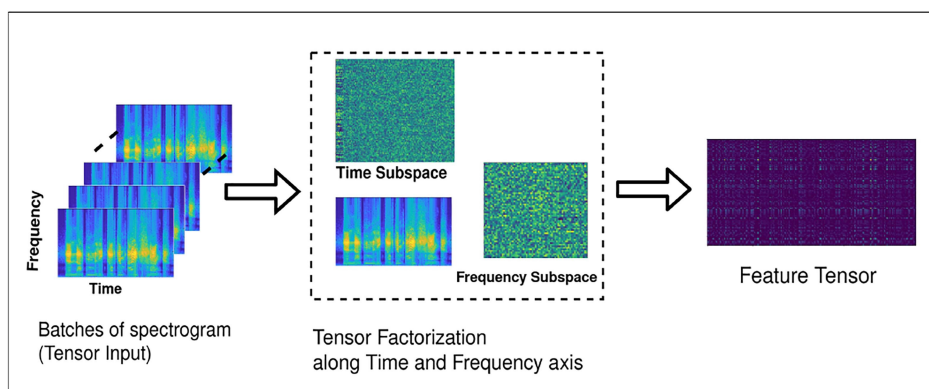 Frequency
Time
Batches of spectrogram
(Tensor Input)
Time Subspace
Frequency Subspace
Tensor Factorization
along Time and Frequency axis
Feature Tensor